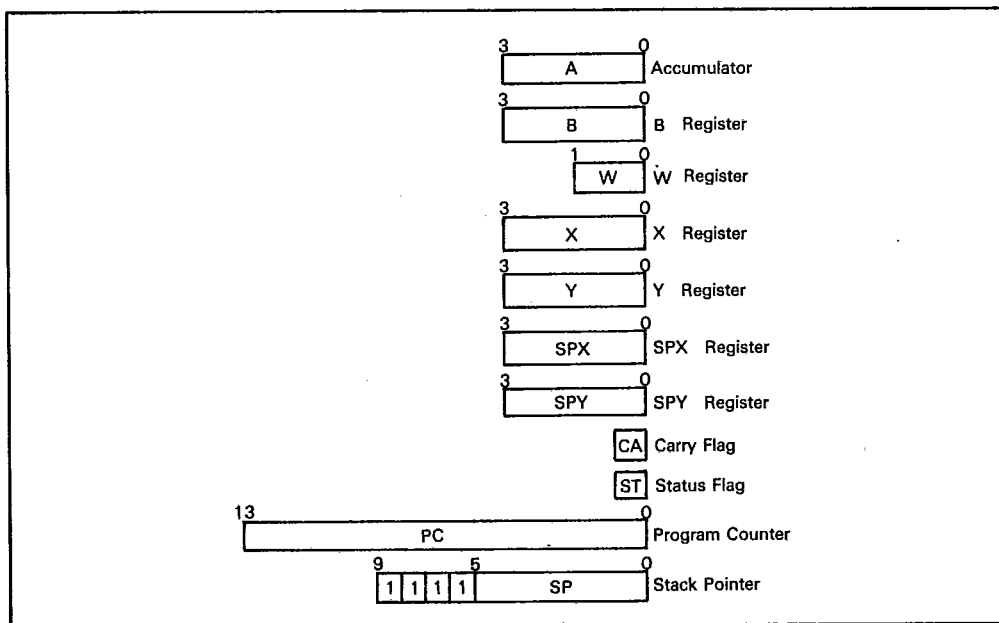 3 0
A Accumulator
3 0
B B Register
1 0
W W Register
3 0
X X Register
3 0
Y Y Register
3 0
SPX SPX Register
3 0
SPY SPY Register
CA Carry Flag
ST Status Flag
13 0
PC Program Counter
9 5 0
1 1 1 1 SP Stack Pointer